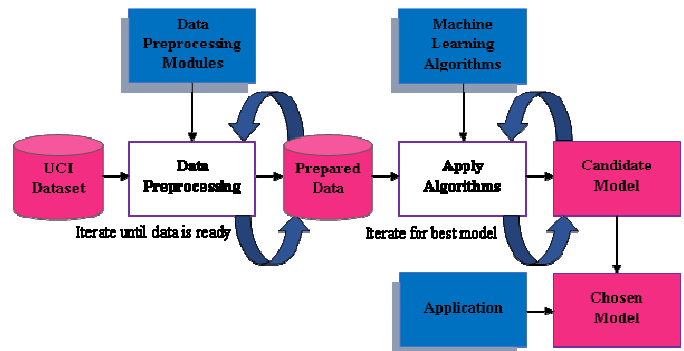 Data
Preprocessing
Modules
Machine
Learning
Algorithms
UCI
Dataset
Data
Preprocessing
Prepared
Data
Apply
Algorithms
Candidate
Model
Iterate until data is ready
Iterate for best model
Application
Chosen
Model